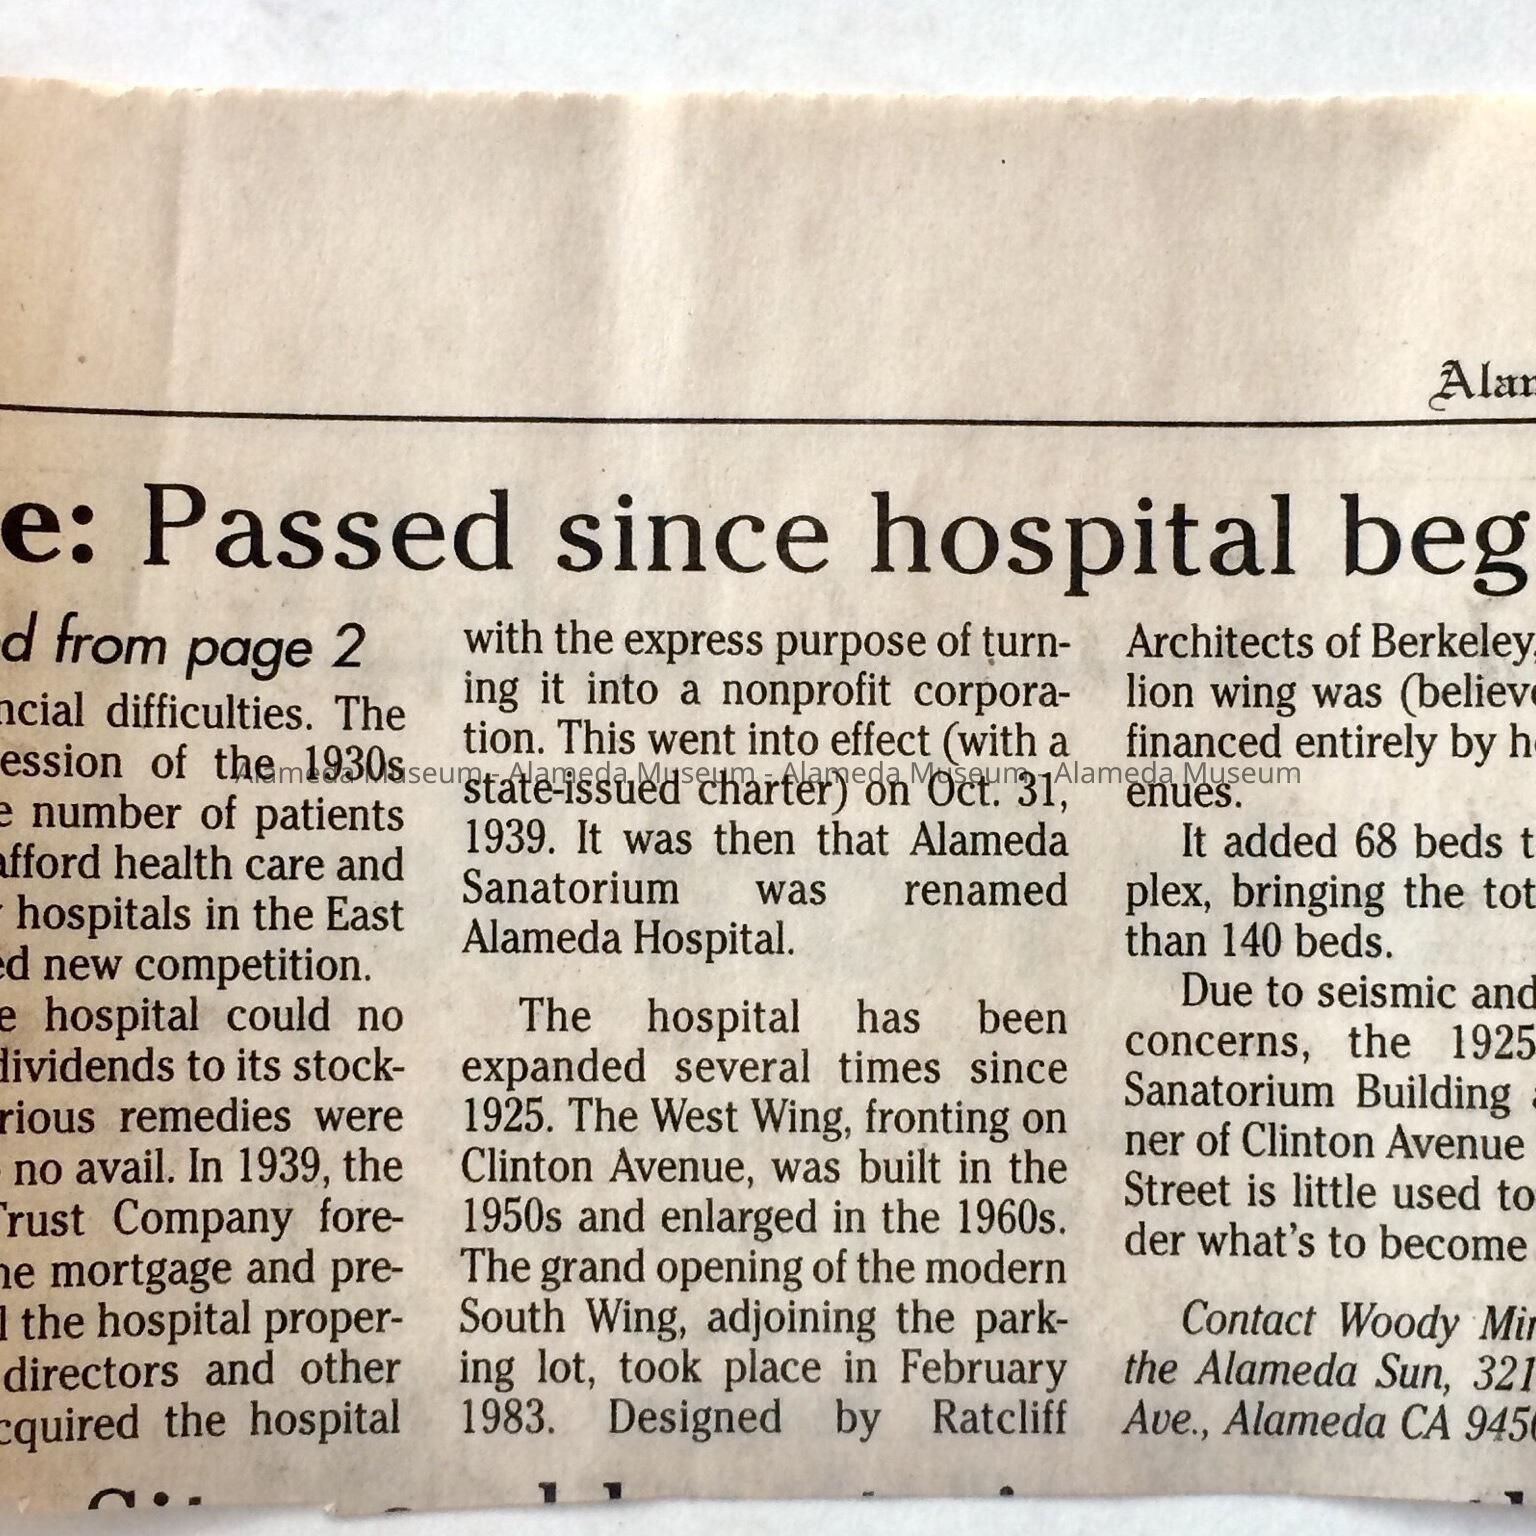 Alam
e: Passed since hospital beg
d from page 2
ncial difficulties. The
ession of the 1930s
e number of patients
afford health care and
hospitals in the East
ed new competition.
e hospital could no
dividends to its stock-
rious remedies were
no avail. In 1939, the
Trust Company fore-
he mortgage and pre-
l the hospital proper-
directors and other
cquired the hospital
with the express purpose of turn-
ing it into a nonprofit corpora-
tion. This went into effect (with a
state-issued charter) on Oct. 31,
1939. It was then that Alameda
Sanatorium was renamed
Alameda Hospital.
The hospital has been
expanded several times since
1925. The West Wing, fronting on
Clinton Avenue, was built in the
1950s and enlarged in the 1960s.
The grand opening of the modern
South Wing, adjoining the park-
ing lot, took place in February
1983. Designed by Ratcliff
Architects of Berkeley,
lion wing was (believe
financed entirely by h
enues.
It added 68 beds t
plex, bringing the tot
than 140 beds.
Due to seismic and
concerns, the 1925
Sanatorium Building
ner of Clinton Avenue
Street is little used to
der what's to become
Contact Woody Min
the Alameda Sun, 321
Ave., Alameda CA 9450
Alameda Museum - Alameda Museum - Alameda Museum - Alameda Museum